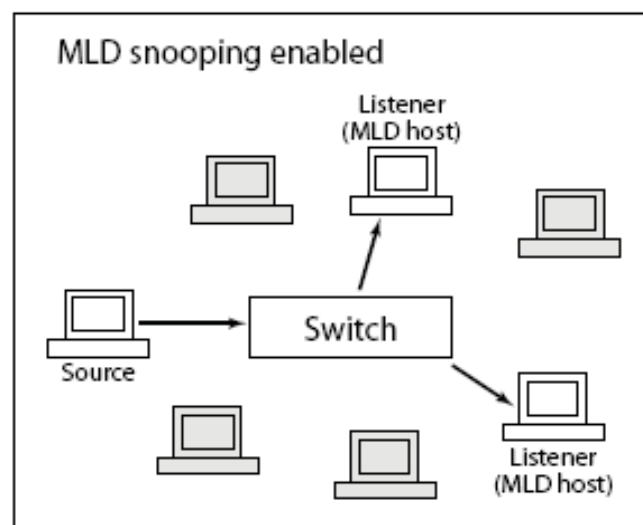 MLD snooping enabled
Listener
(MLD host)
Switch
Source
Listener
(MLD host)